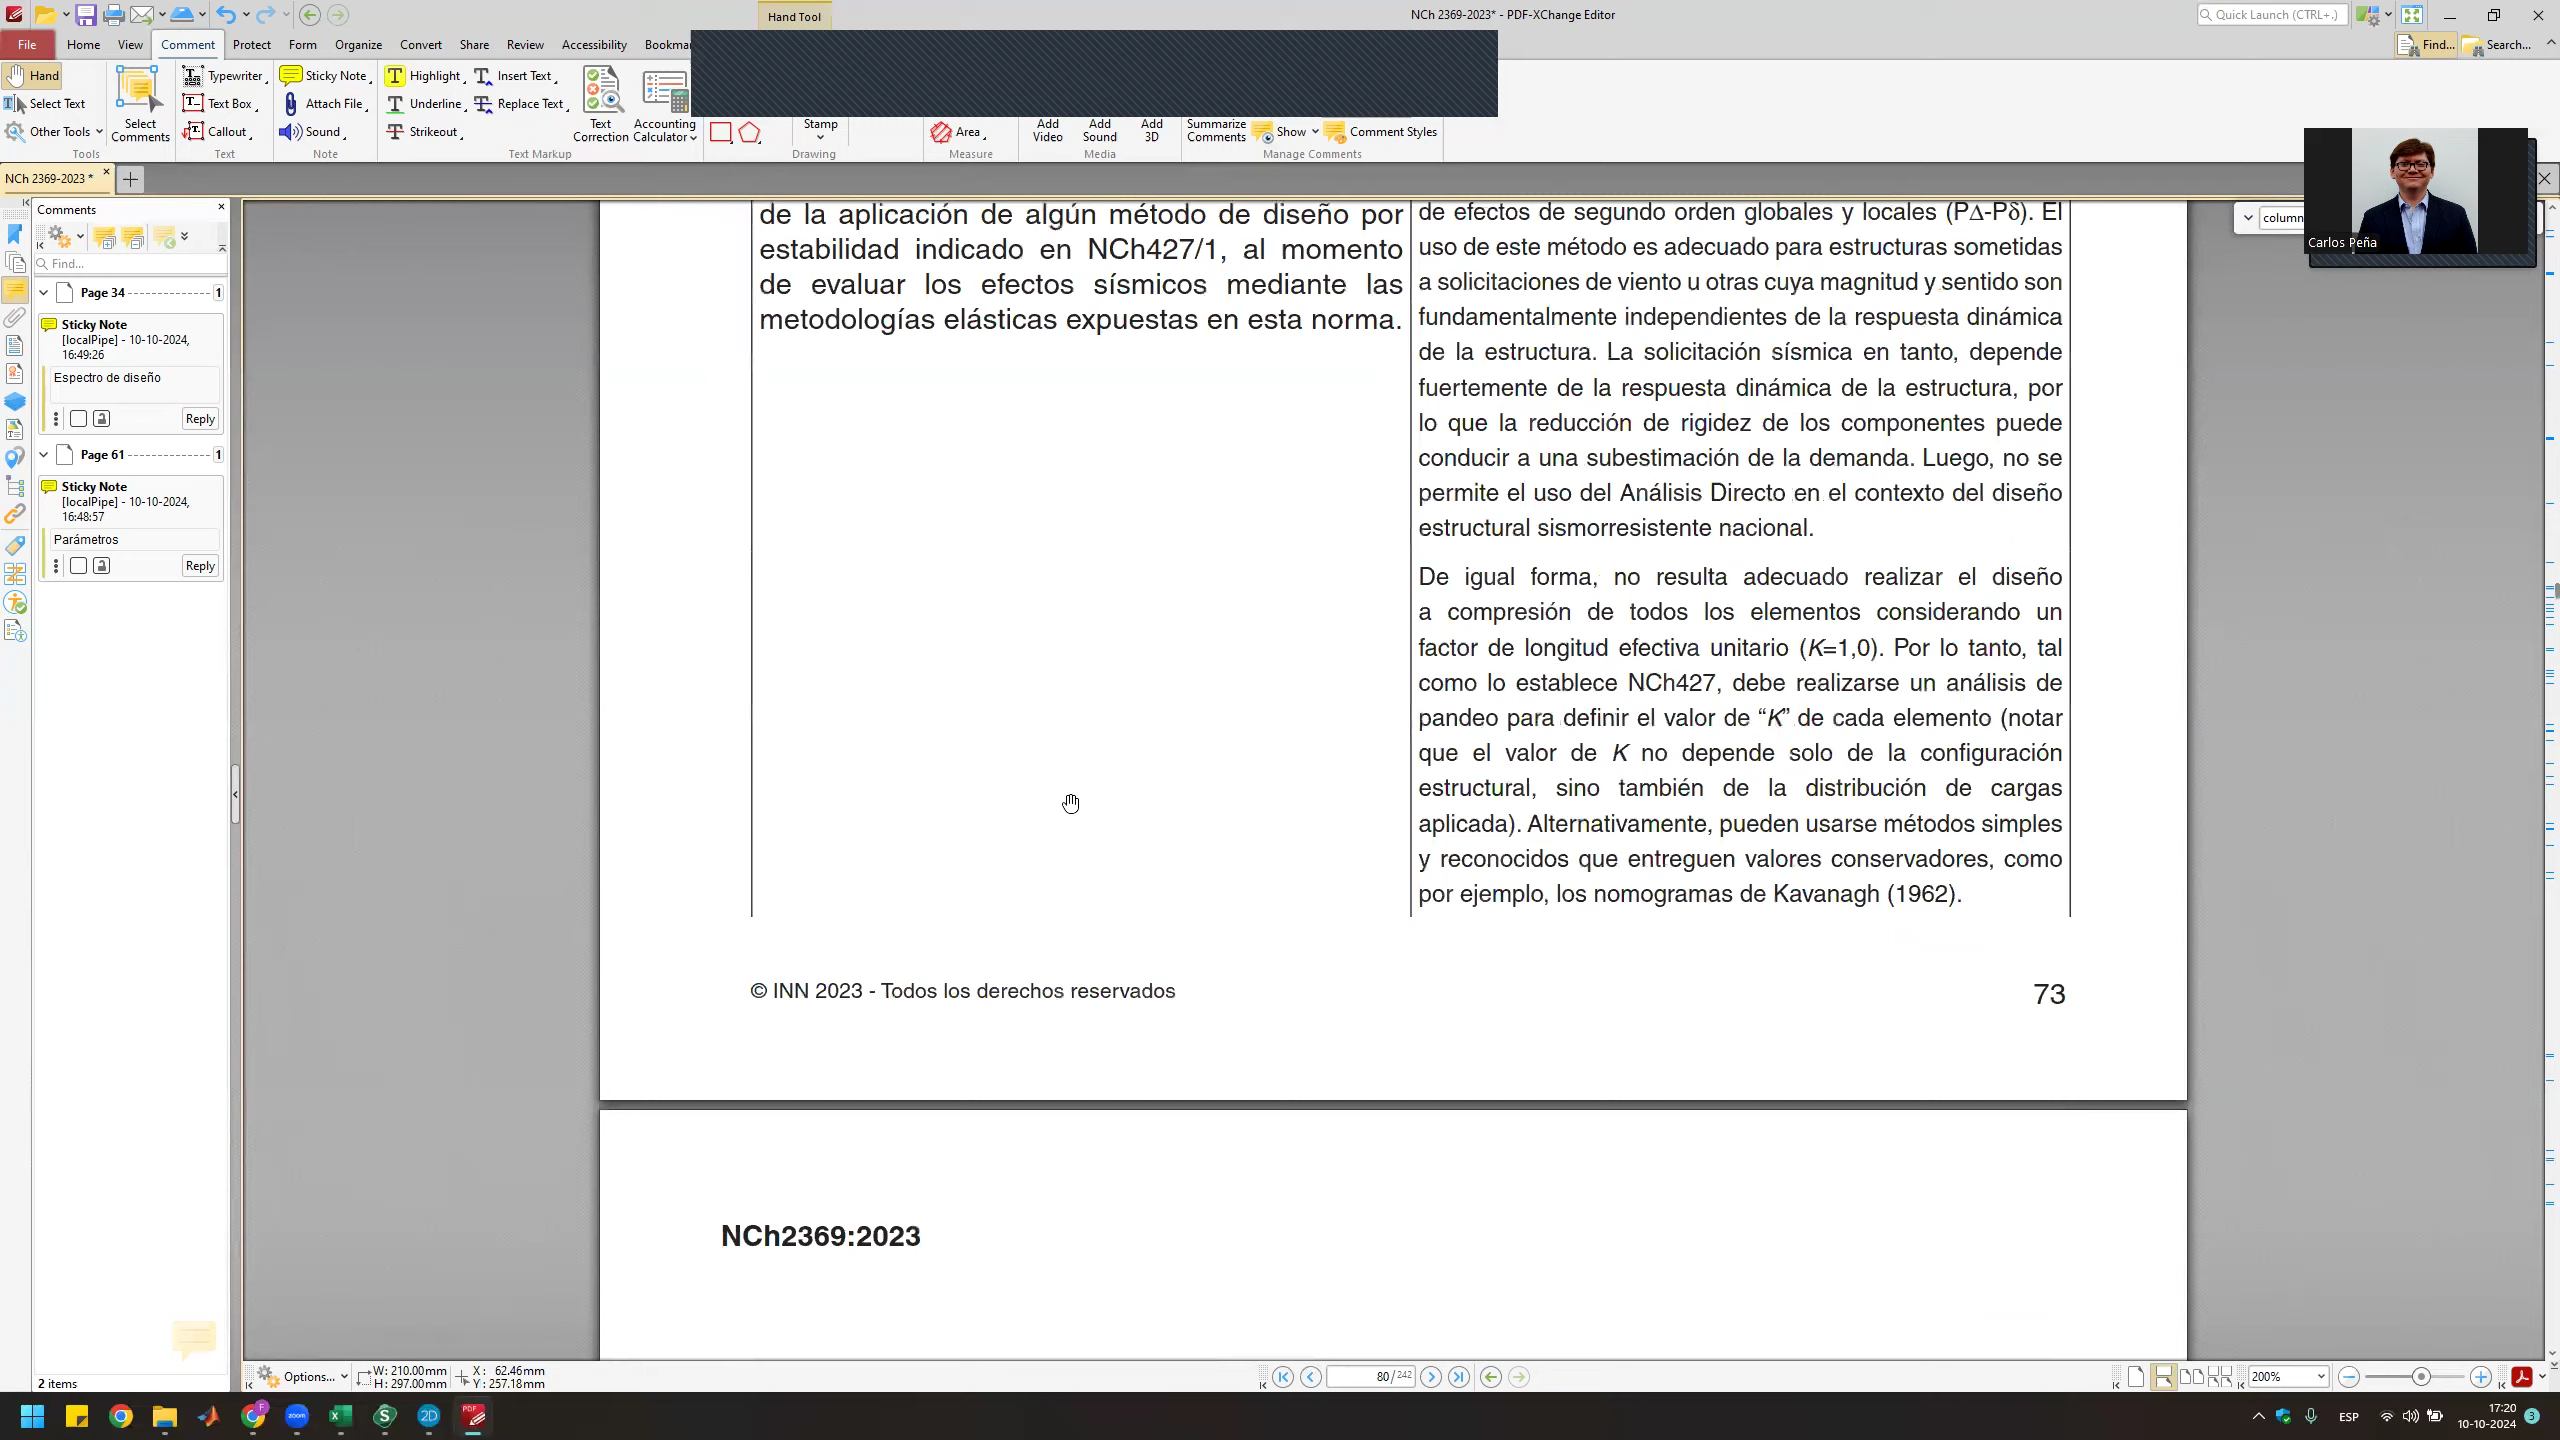 NCh 2369-2023* - PDF-XChange Editor
Hand Tool
Quick Launch (CTRL+.)
File
Home
View
Comment
Protect
Form
Organize
Convert
Share
Review
Accessibility
Bookmar
Find...
Search...
Hand
Select Text
Other Tools
Tools
Select Comments
Typewriter
Text Box
Callout
Text
Sticky Note
Attach File
Sound
Note
Highlight
Underline
Strikeout
Insert Text
Replace Text
Text Correction
Accounting Calculator
Text Markup
Stamp
Drawing
Area
Measure
Add Video
Add Sound
Add 3D
Media
Summarize Comments
Show
Comment Styles
Manage Comments
NCh 2369-2023 *
Comments
Find...
Page 34
1
Sticky Note
[localPipe] - 10-10-2024,
16:49:26
Espectro de diseño
Reply
Page 61
1
Sticky Note
[localPipe] - 10-10-2024,
16:48:57
Parámetros
Reply
2 items
column
Carlos Peña
de la aplicación de algún método de diseño por
estabilidad indicado en NCh427/1, al momento
de evaluar los efectos sísmicos mediante las
metodologías elásticas expuestas en esta norma.
de efectos de segundo orden globales y locales (PΔ-Pδ). El
uso de este método es adecuado para estructuras sometidas
a solicitaciones de viento u otras cuya magnitud y sentido son
fundamentalmente independientes de la respuesta dinámica
de la estructura. La solicitación sísmica en tanto, depende
fuertemente de la respuesta dinámica de la estructura, por
lo que la reducción de rigidez de los componentes puede
conducir a una subestimación de la demanda. Luego, no se
permite el uso del Análisis Directo en el contexto del diseño
estructural sismorresistente nacional.
De igual forma, no resulta adecuado realizar el diseño
a compresión de todos los elementos considerando un
factor de longitud efectiva unitario (K=1,0). Por lo tanto, tal
como lo establece NCh427, debe realizarse un análisis de
pandeo para definir el valor de “K” de cada elemento (notar
que el valor de K no depende solo de la configuración
estructural, sino también de la distribución de cargas
aplicada). Alternativamente, pueden usarse métodos simples
y reconocidos que entreguen valores conservadores, como
por ejemplo, los nomogramas de Kavanagh (1962).
© INN 2023 - Todos los derechos reservados
73
NCh2369:2023
Options...
W: 210.00mm
H: 297.00mm
X: 62.46mm
Y: 257.18mm
80/242
200%
zoom
2D
PDF
ESP
17:20
10-10-2024
3